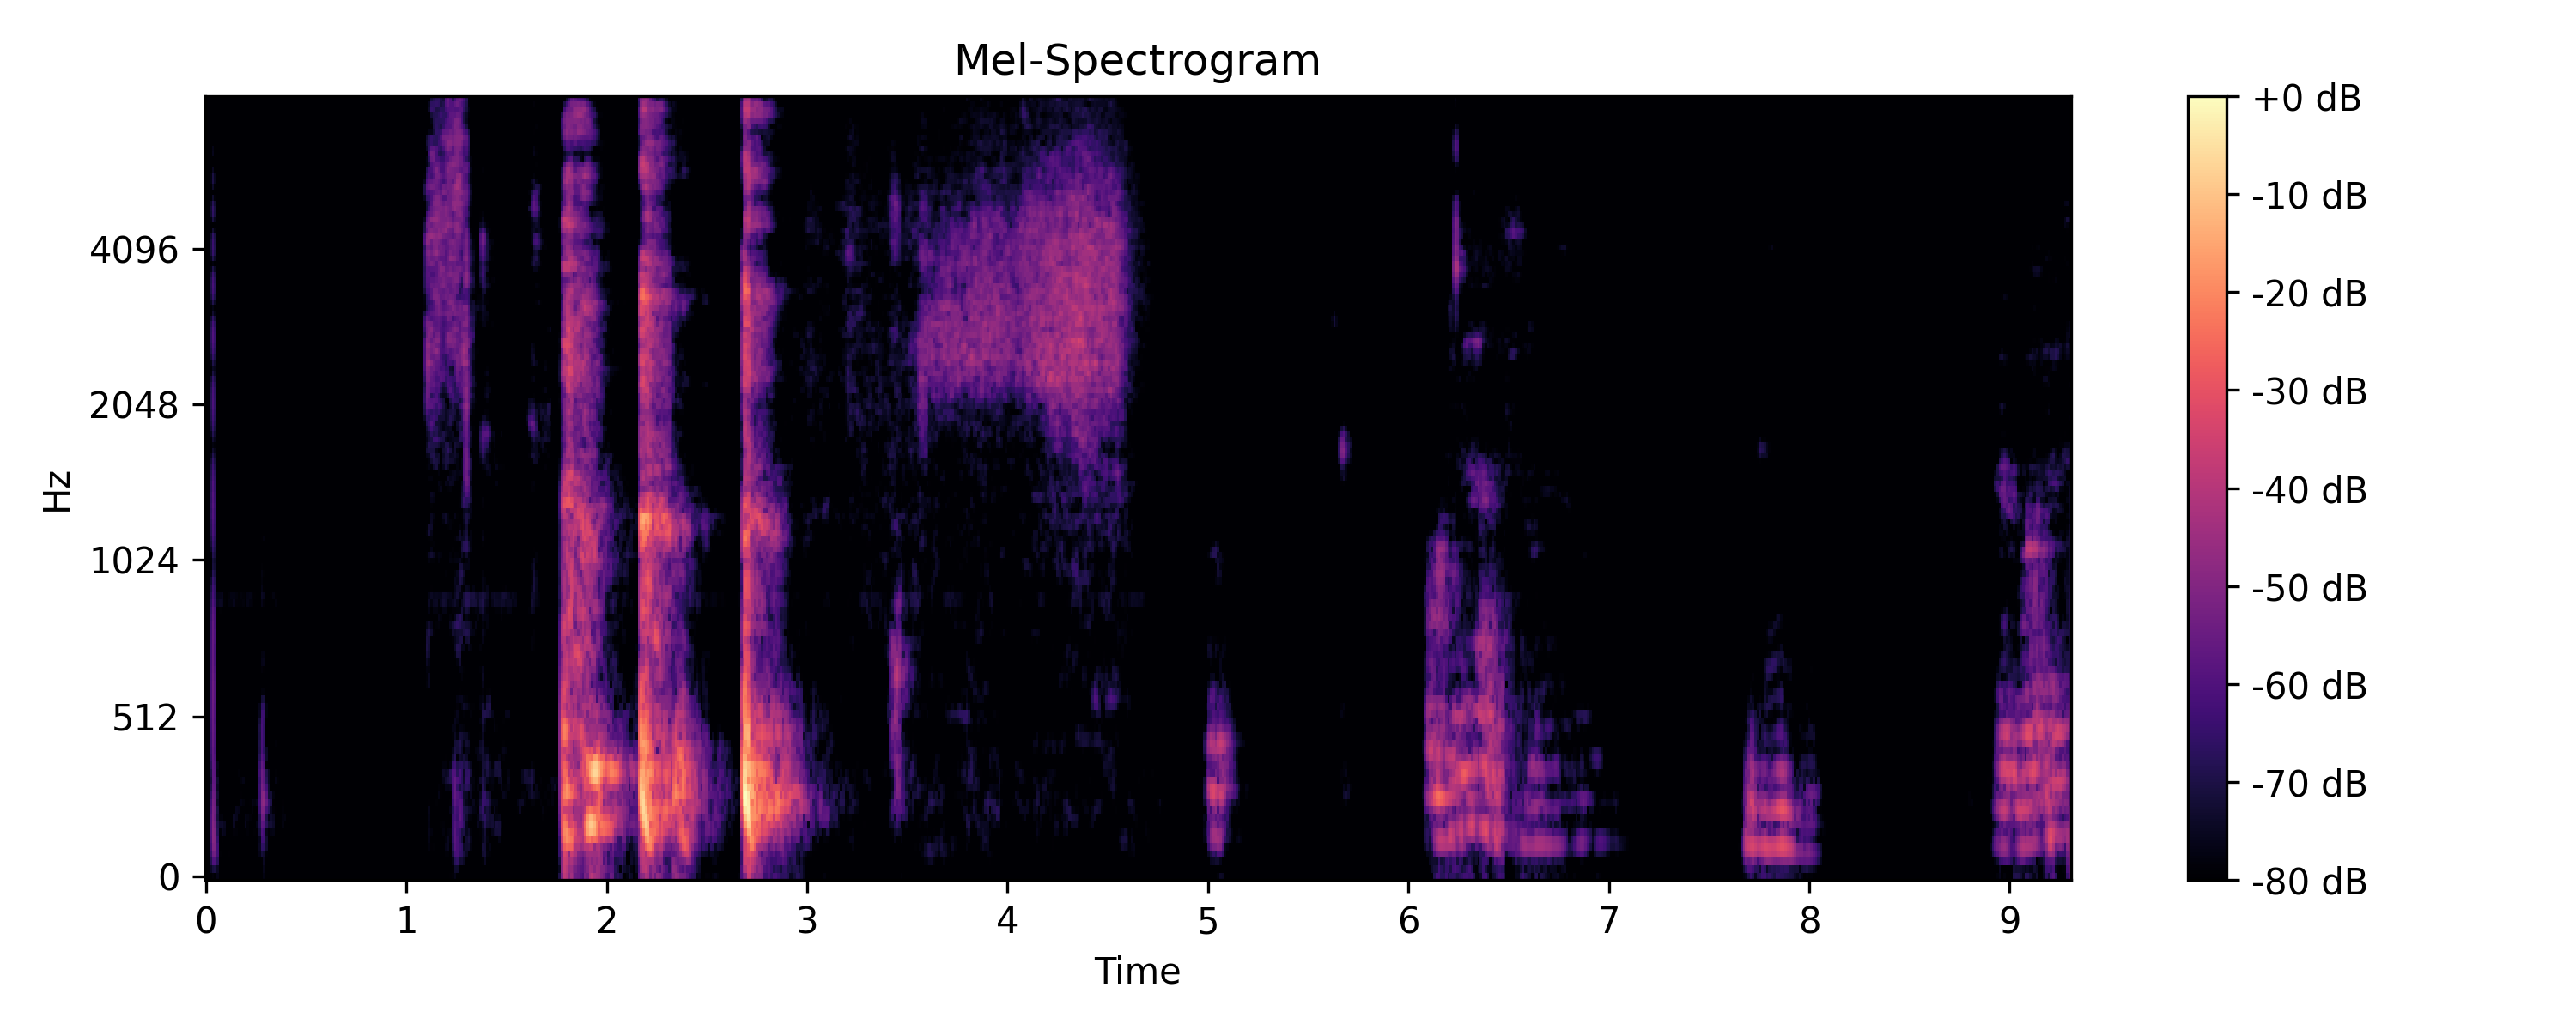 Mel-Spectrogram
+0 dB
-10 dB
-20 dB
-30 dB
-40 dB
-50 dB
-60 dB
-70 dB
-80 dB
4096
2048
1024
512
0
Hz
0 1 2 3 4 5 6 7 8 9
Time